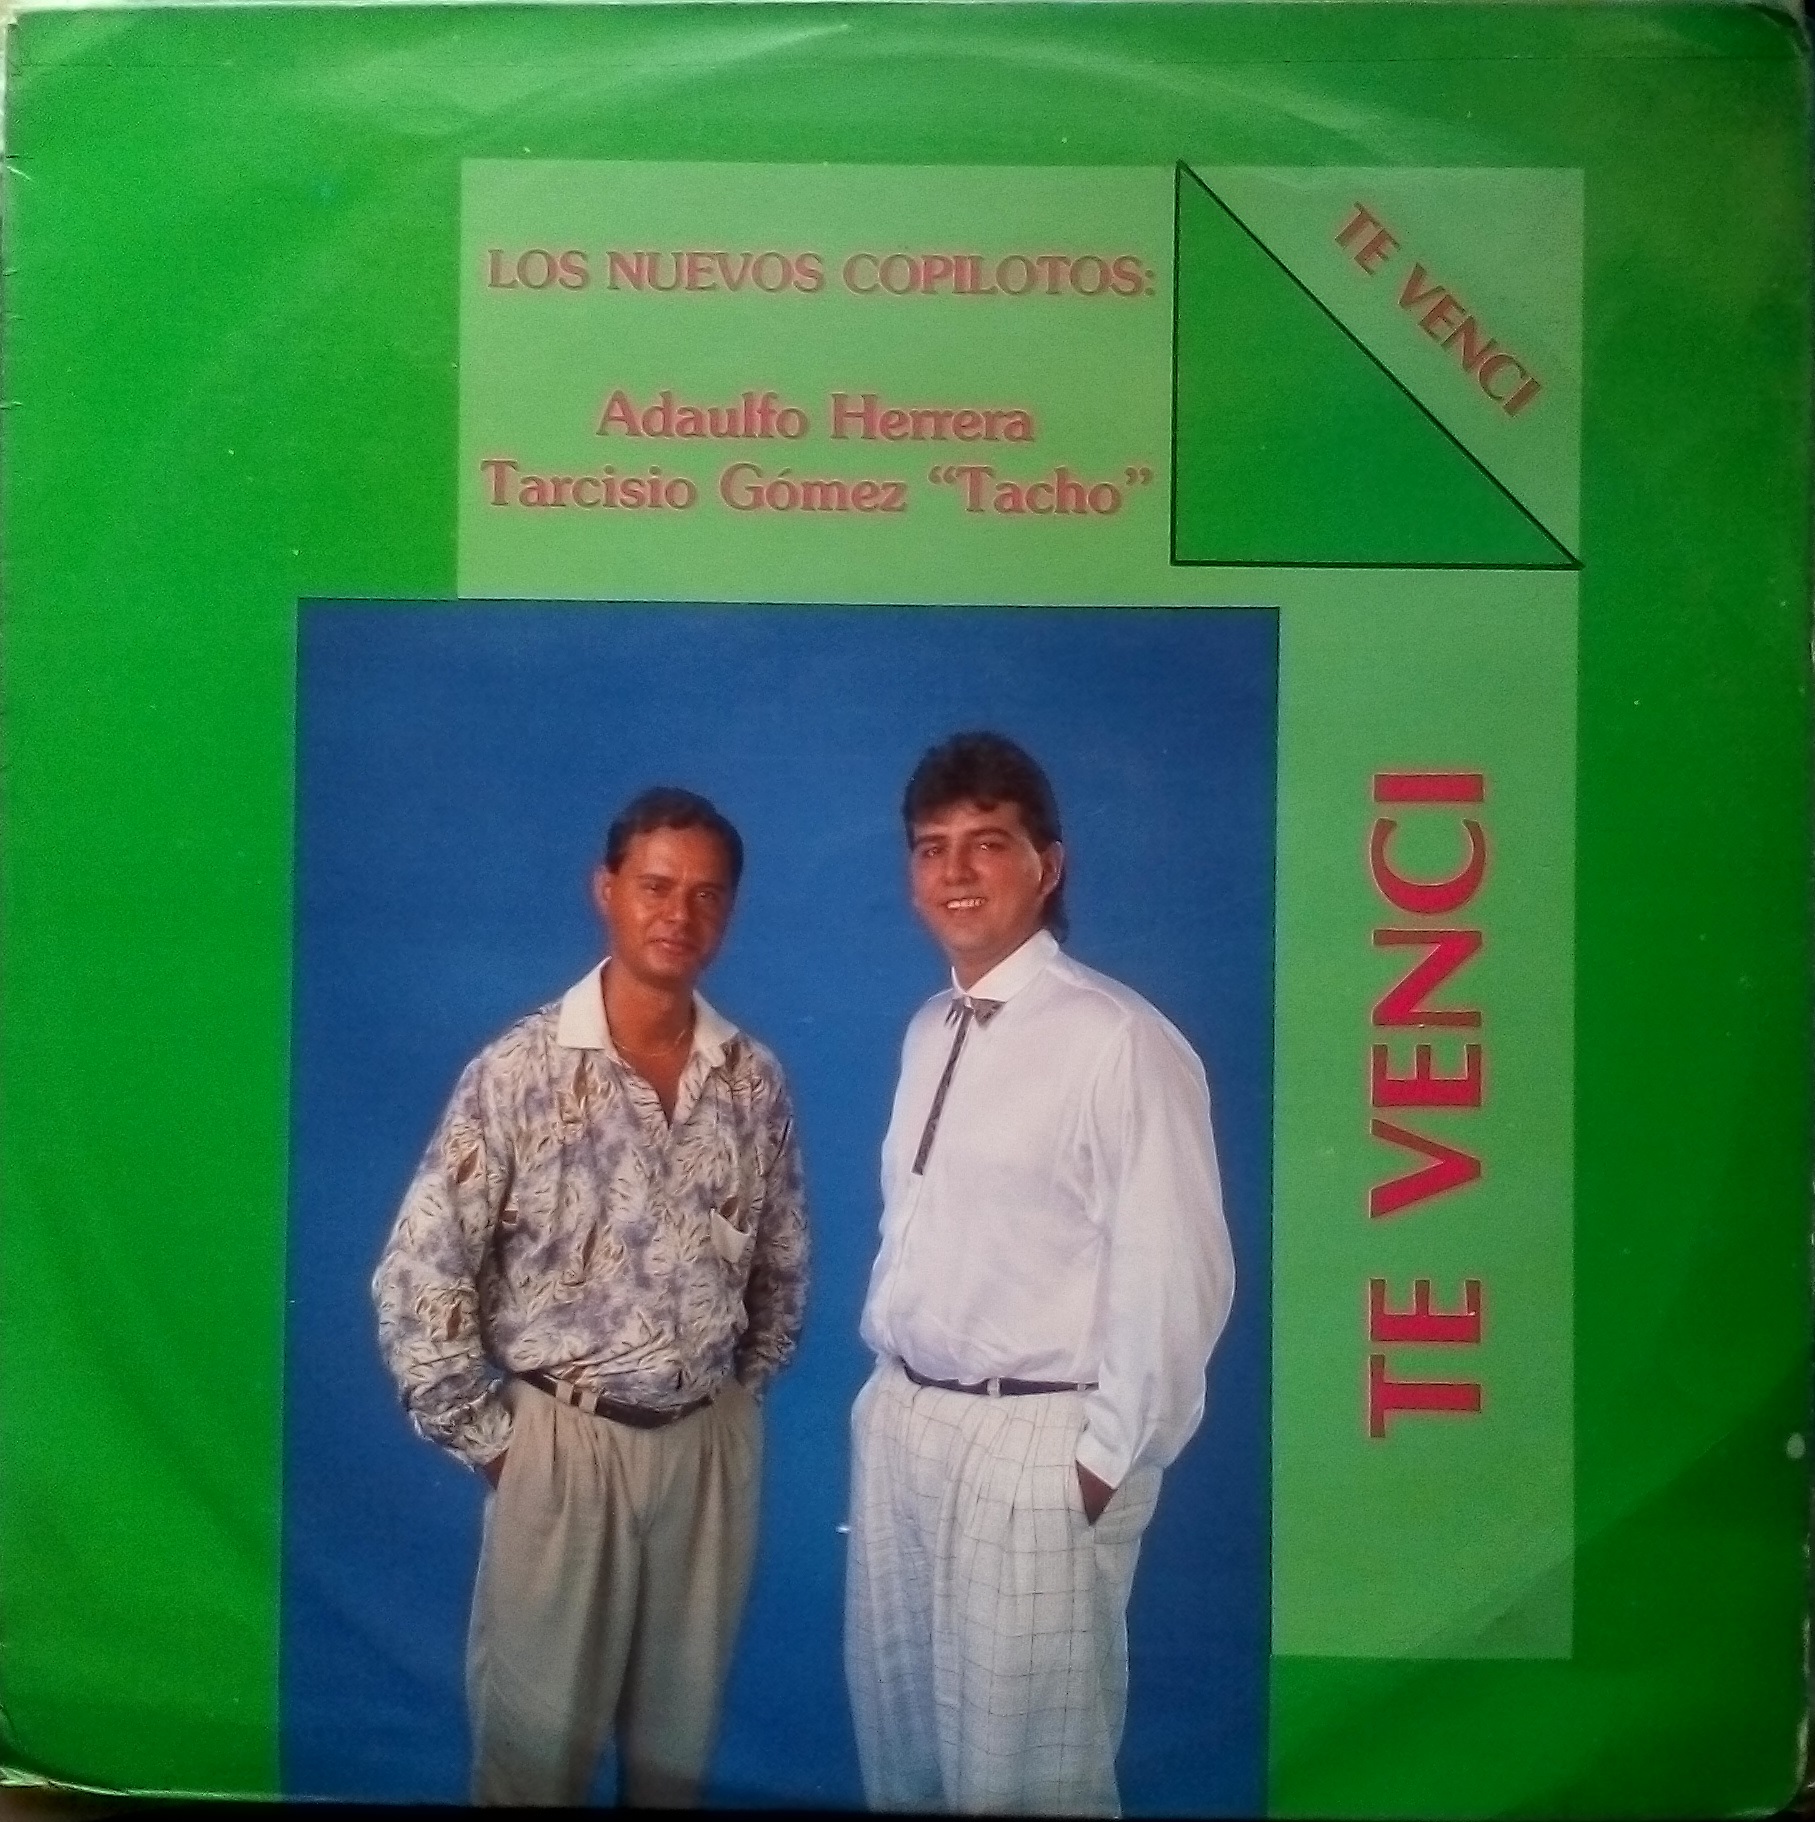 LOS NUEVOS COPILOTOS:
Adaulfo Herrera
Tarcisio Gómez “Tacho”
TE VENCI
TE VENCI